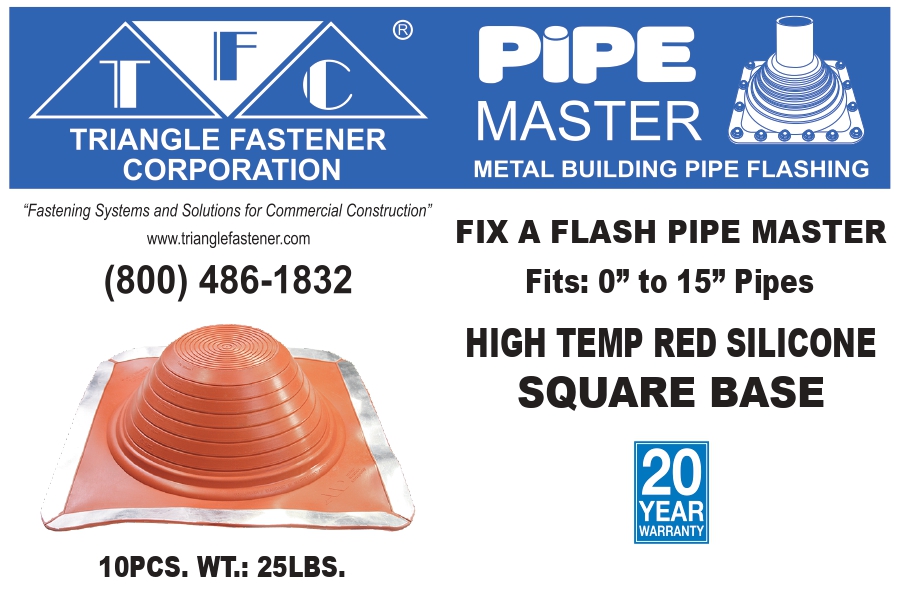 TFC ®
TRIANGLE FASTENER
CORPORATION
PiPE
MASTER
METAL BUILDING PIPE FLASHING
“Fastening Systems and Solutions for Commercial Construction”
www.trianglefastener.com
(800) 486-1832
FIX A FLASH PIPE MASTER
Fits: 0” to 15” Pipes
HIGH TEMP RED SILICONE
SQUARE BASE
20
YEAR
WARRANTY
10PCS. WT.: 25LBS.